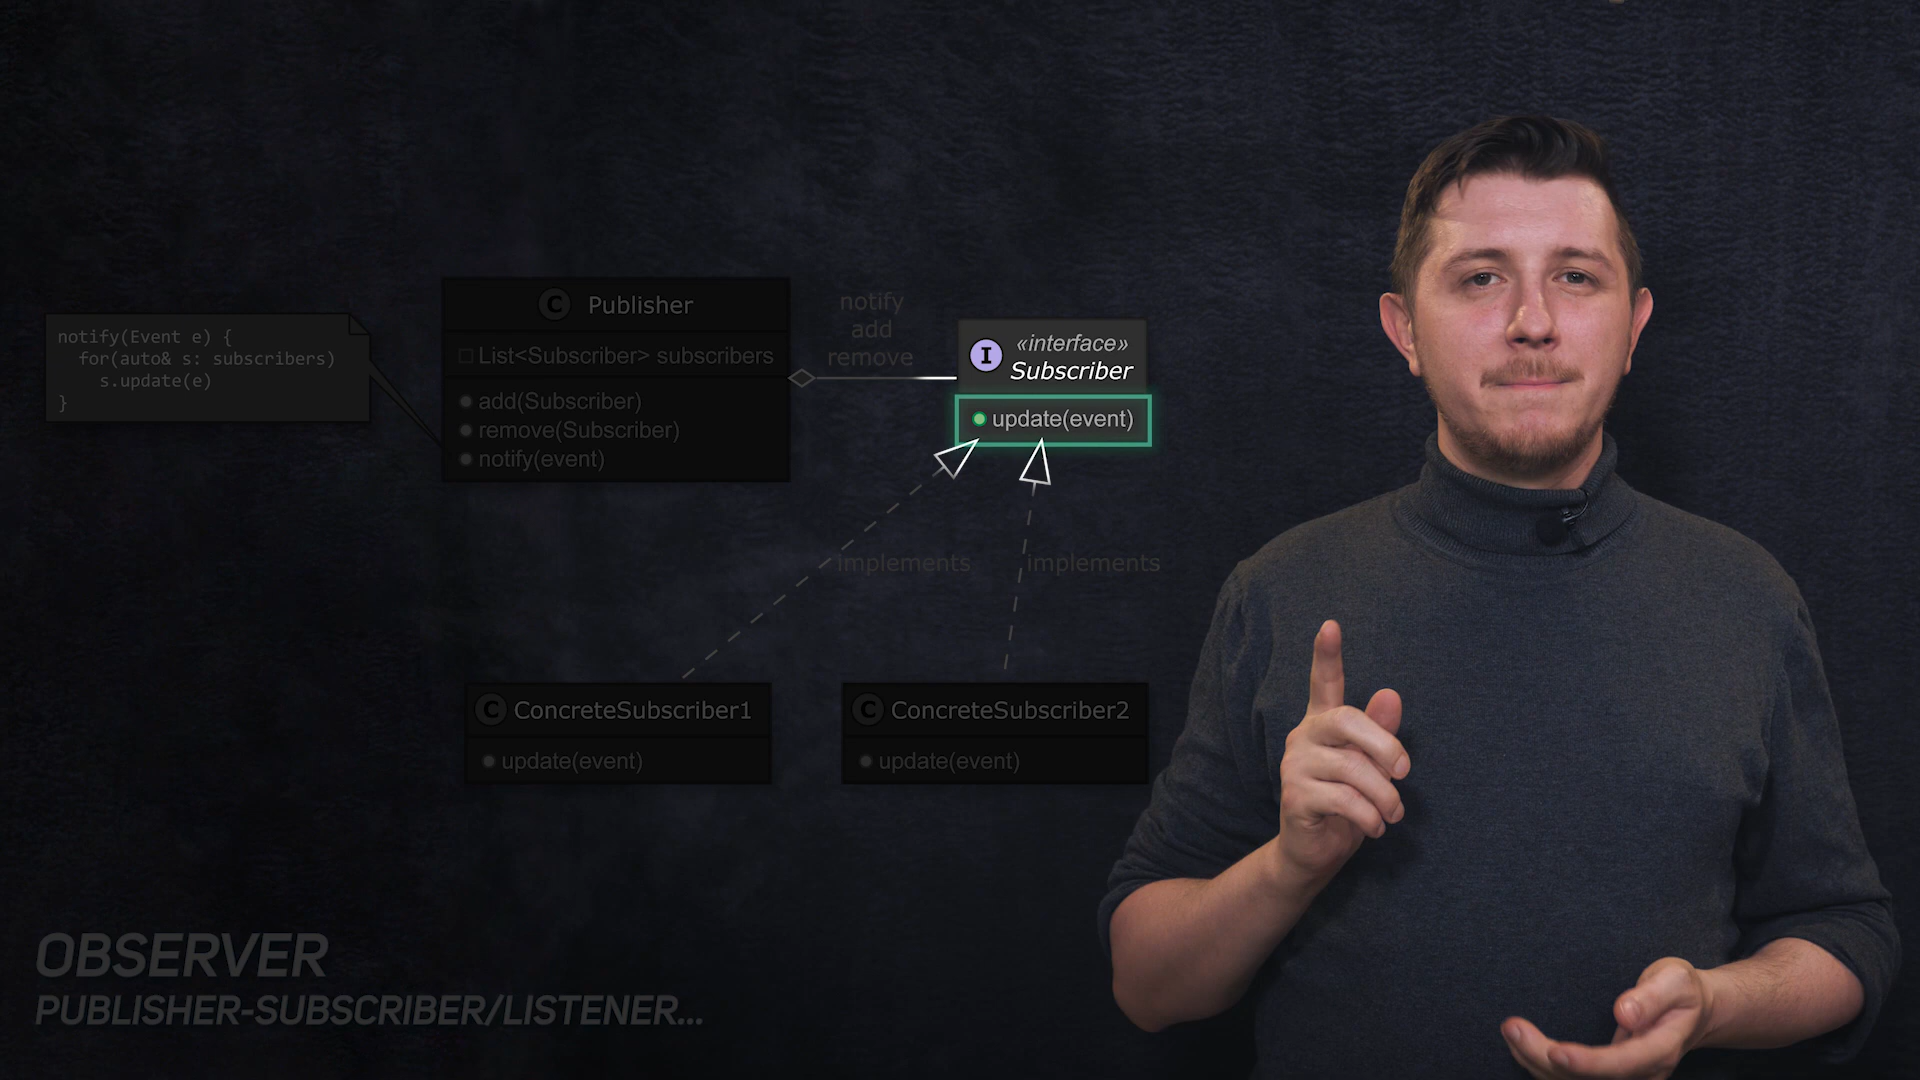 notify(Event e) {
for(auto& s: subscribers)
s.update(e)
}
C Publisher
List<Subscriber> subscribers
add(Subscriber)
remove(Subscriber)
notify(event)
notify
add
remove
I «interface»
Subscriber
update(event)
implements
implements
C ConcreteSubscriber1
update(event)
C ConcreteSubscriber2
update(event)
OBSERVER
PUBLISHER-SUBSCRIBER/LISTENER...